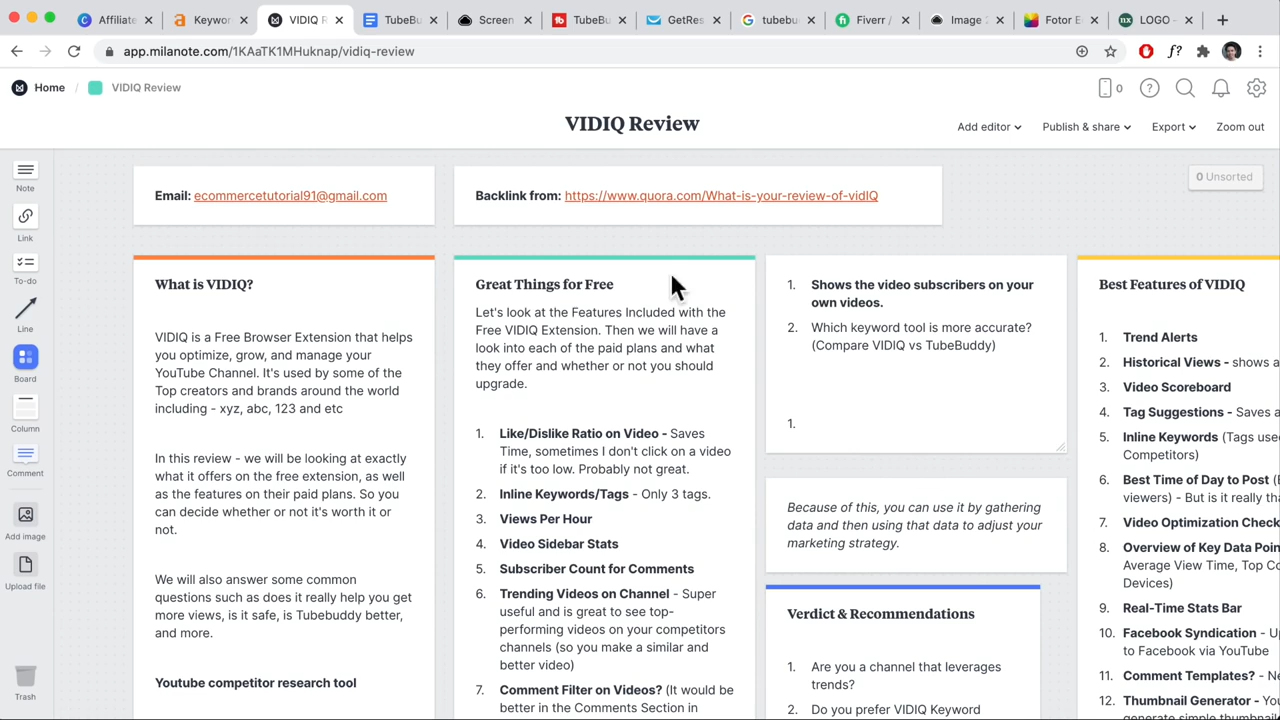 Affiliate
Keywor
VIDIQ R
TubeBu
Screen
TubeBu
GetRes
tubebu
Fiverr /
Image 2
Fotor E
LOGO –
app.milanote.com/1KAaTK1MHuknap/vidiq-review
f?
Home / VIDIQ Review
0
VIDIQ Review
Add editor
Publish & share
Export
Zoom out
Note
Link
To-do
Line
Board
Column
Comment
Add image
Upload file
Trash
0 Unsorted
Email: ecommercetutorial91@gmail.com
Backlink from: https://www.quora.com/What-is-your-review-of-vidIQ
What is VIDIQ?
VIDIQ is a Free Browser Extension that helps
you optimize, grow, and manage your
YouTube Channel. It's used by some of the
Top creators and brands around the world
including - xyz, abc, 123 and etc
In this review - we will be looking at exactly
what it offers on the free extension, as well
as the features on their paid plans. So you
can decide whether or not it's worth it or
not.
We will also answer some common
questions such as does it really help you get
more views, is it safe, is Tubebuddy better,
and more.
Youtube competitor research tool
Great Things for Free
Let's look at the Features Included with the
Free VIDIQ Extension. Then we will have a
look into each of the paid plans and what
they offer and whether or not you should
upgrade.
1. Like/Dislike Ratio on Video - Saves
Time, sometimes I don't click on a video
if it's too low. Probably not great.
2. Inline Keywords/Tags - Only 3 tags.
3. Views Per Hour
4. Video Sidebar Stats
5. Subscriber Count for Comments
6. Trending Videos on Channel - Super
useful and is great to see top-
performing videos on your competitors
channels (so you make a similar and
better video)
7. Comment Filter on Videos? (It would be
better in the Comments Section in
1. Shows the video subscribers on your
own videos.
2. Which keyword tool is more accurate?
(Compare VIDIQ vs TubeBuddy)
1.
Because of this, you can use it by gathering
data and then using that data to adjust your
marketing strategy.
Verdict & Recommendations
1. Are you a channel that leverages
trends?
2. Do you prefer VIDIQ Keyword
Best Features of VIDIQ
1. Trend Alerts
2. Historical Views - shows a
3. Video Scoreboard
4. Tag Suggestions - Saves a
5. Inline Keywords (Tags use
Competitors)
6. Best Time of Day to Post (
viewers) - But is it really th
7. Video Optimization Check
8. Overview of Key Data Poin
Average View Time, Top Co
Devices)
9. Real-Time Stats Bar
10. Facebook Syndication - U
to Facebook via YouTube
11. Comment Templates? - Ne
12. Thumbnail Generator - You
generate simple thumbnail